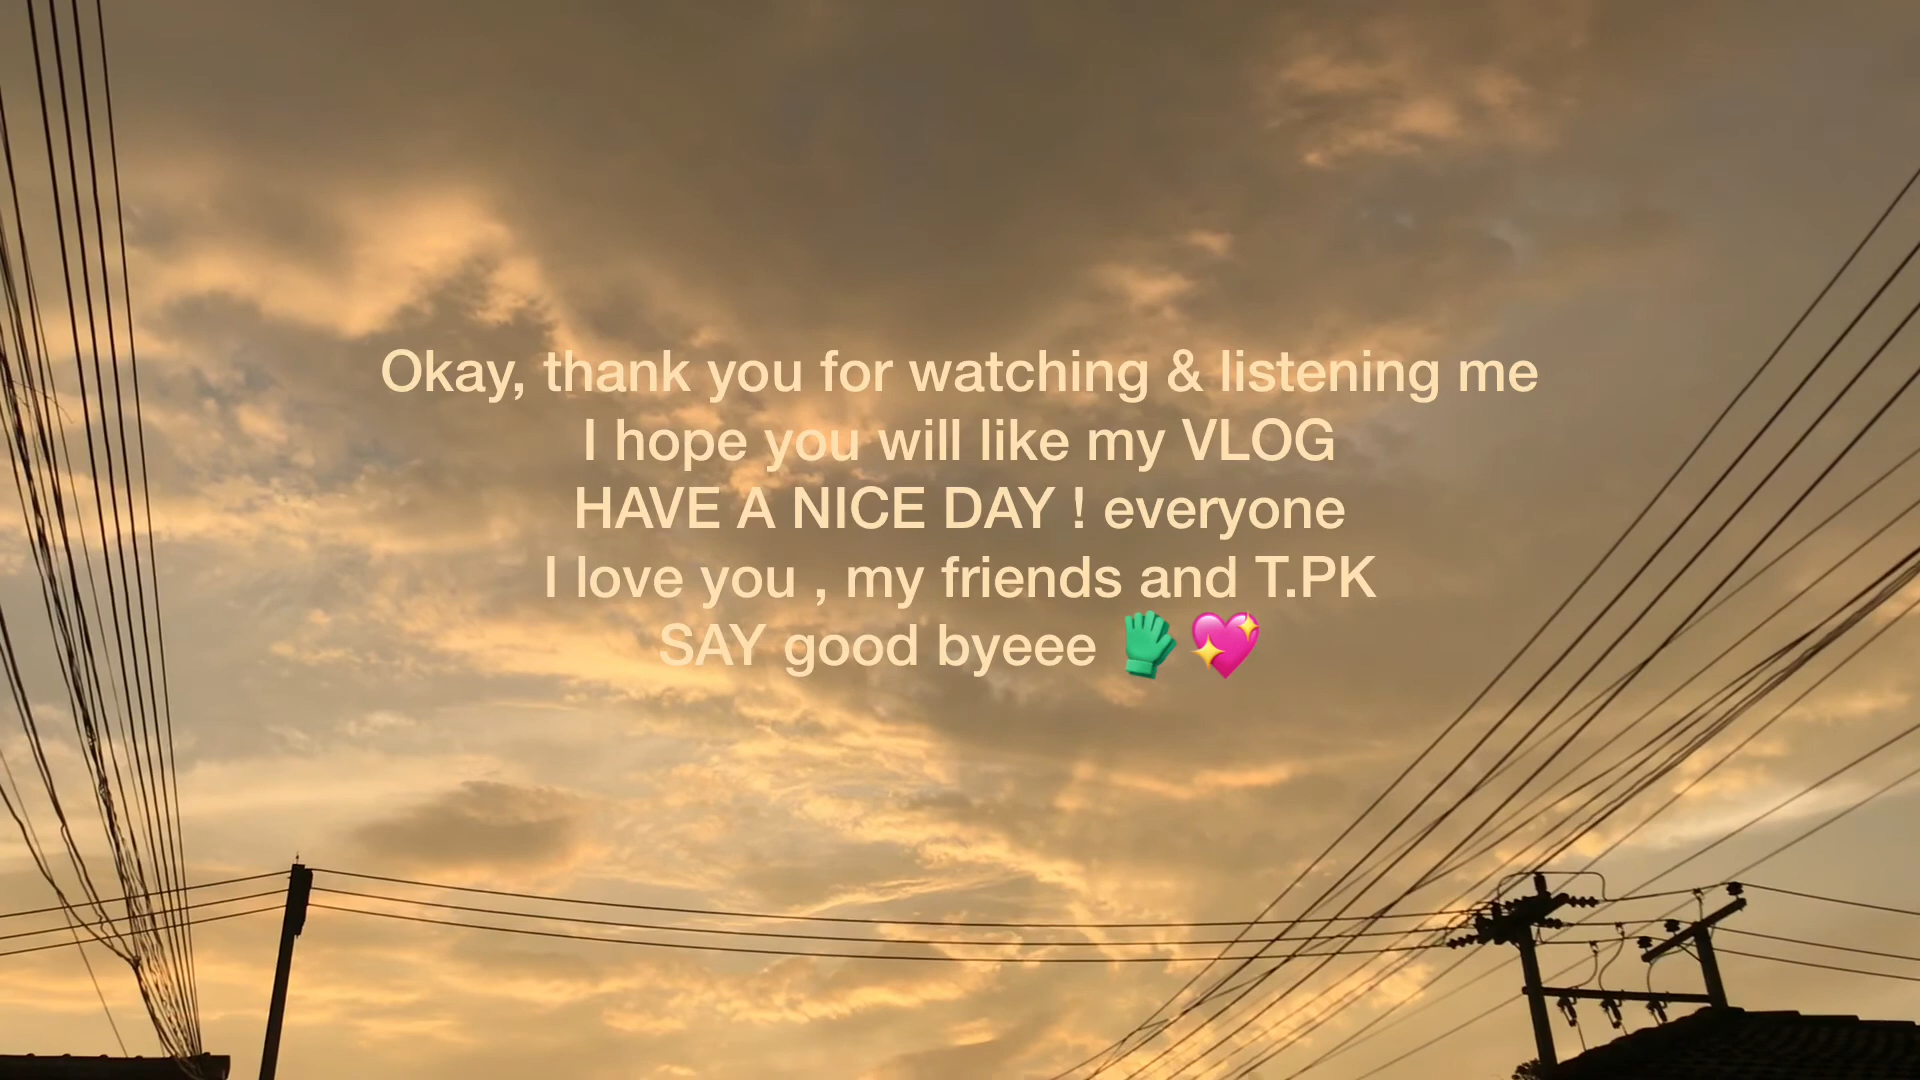 Okay, thank you for watching & listening me
I hope you will like my VLOG
HAVE A NICE DAY ! everyone
I love you , my friends and T.PK
SAY good byeee 🧤💖